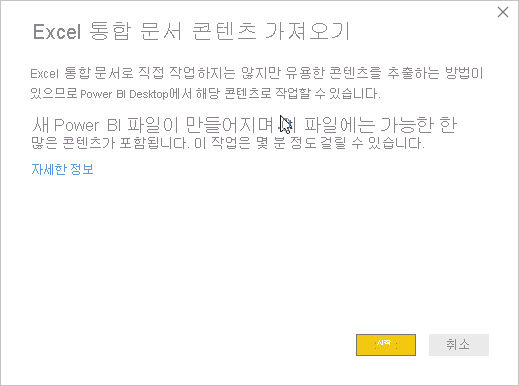 Excel 통합 문서 콘텐츠 가져오기
Excel 통합 문서로 직접 작업하지는 않지만 유용한 콘텐츠를 추출하는 방법이
있으므로 Power BI Desktop에서 해당 콘텐츠로 작업할 수 있습니다.
새 Power BI 파일이 만들어지며 이 파일에는 가능한 한
많은 콘텐츠가 포함됩니다. 이 작업은 몇 분 정도 걸릴 수 있습니다.
자세한 정보
시작
취소